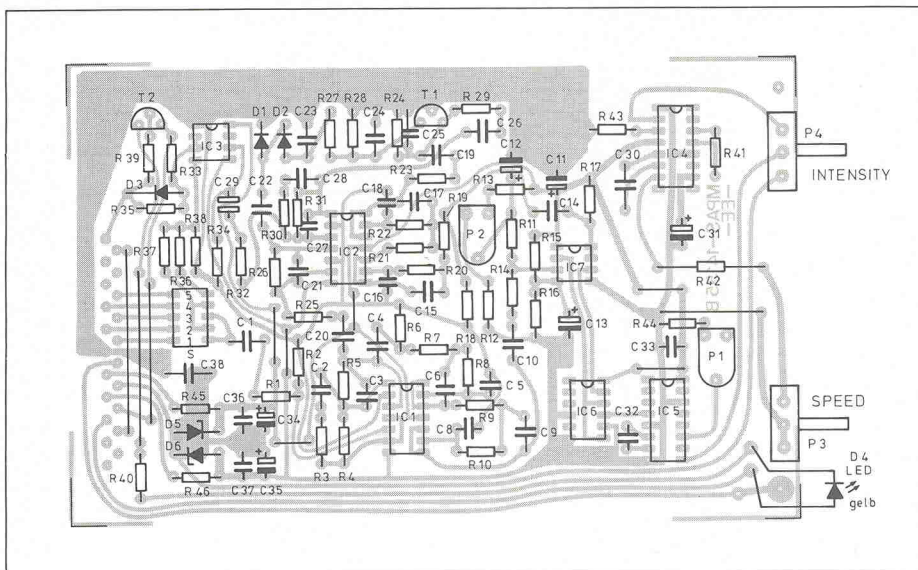 T2
D1 D2 C23 R27 R28 C24 R24 T1 R29
C25 C26
R39 R33 IC3
C19 C12
R43 IC4 R41 P4
INTENSITY
D3
R35
C29 C22 C28 R23 R13 C11 R17 C30
R31 C18 C17 R19 C14
R38 R34 R30 C27 IC2 R22 P2 R11 R15 IC7 C31
R37 R36 R32 R26 C21 R21 R20 R14 R42
C16 C15 R16
5
4
3
2
1
S
C1 R25 C20 C4 R6 R18 R12 C13 R44
C38 R2 R5 R7 R8 C10 C33 P1
R45 C36 R1 C34 C2 C3 C6 C5
R9
SPEED
P3
D5
D6
IC1 C8 C9 IC6 C32 IC5
R10
D4
LED
gelb
R40 R46 C37 C35 R3 R4